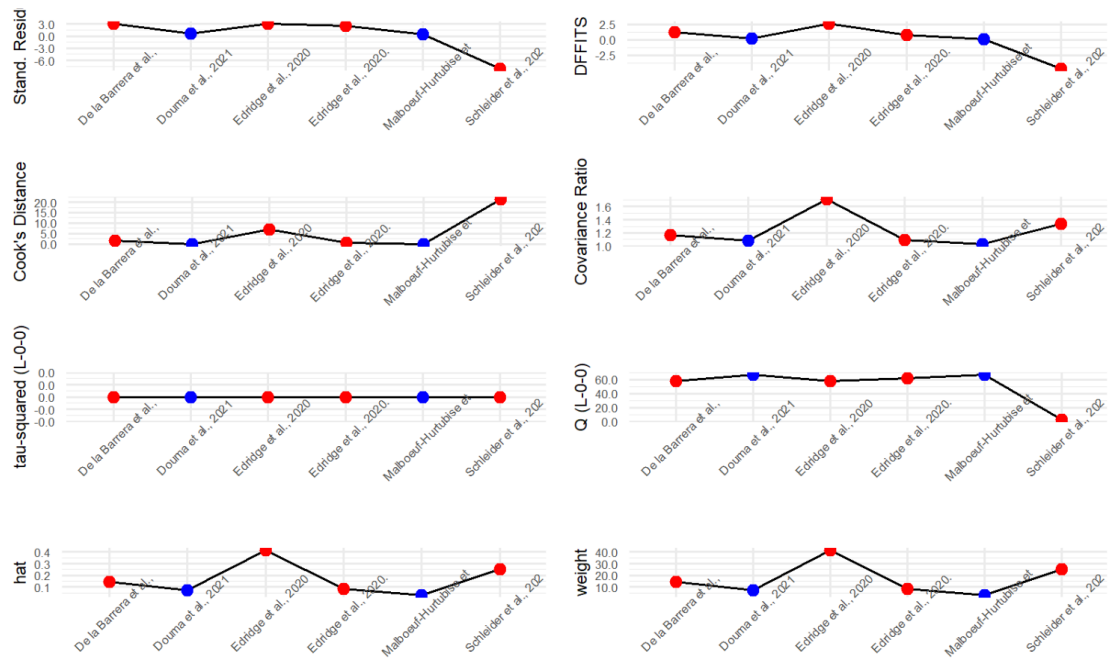 Stand. Resid
3.0
0.0
-3.0
-6.0
De la Barrera et al.,
Douma et al., 2021
Edridge et al., 2020
Edridge et al., 2020.
Malboeuf-Hurtubise et
Schleider et al., 202
DFFITS
2.5
0.0
-2.5
De la Barrera et al.,
Douma et al., 2021
Edridge et al., 2020
Edridge et al., 2020.
Malboeuf-Hurtubise et
Schleider et al., 202
Cook's Distance
20.0
15.0
10.0
5.0
0.0
De la Barrera et al.,
Douma et al., 2021
Edridge et al., 2020
Edridge et al., 2020.
Malboeuf-Hurtubise et
Schleider et al., 202
Covariance Ratio
1.6
1.4
1.2
1.0
De la Barrera et al.,
Douma et al., 2021
Edridge et al., 2020
Edridge et al., 2020.
Malboeuf-Hurtubise et
Schleider et al., 202
tau-squared (L-0-0)
0.0
0.0
0.0
-0.0
-0.0
De la Barrera et al.,
Douma et al., 2021
Edridge et al., 2020
Edridge et al., 2020.
Malboeuf-Hurtubise et
Schleider et al., 202
Q (L-0-0)
60.0
40.0
20.0
0.0
De la Barrera et al.,
Douma et al., 2021
Edridge et al., 2020
Edridge et al., 2020.
Malboeuf-Hurtubise et
Schleider et al., 202
hat
0.4
0.3
0.2
0.1
De la Barrera et al.,
Douma et al., 2021
Edridge et al., 2020
Edridge et al., 2020.
Malboeuf-Hurtubise et
Schleider et al., 202
weight
40.0
30.0
20.0
10.0
De la Barrera et al.,
Douma et al., 2021
Edridge et al., 2020
Edridge et al., 2020.
Malboeuf-Hurtubise et
Schleider et al., 202